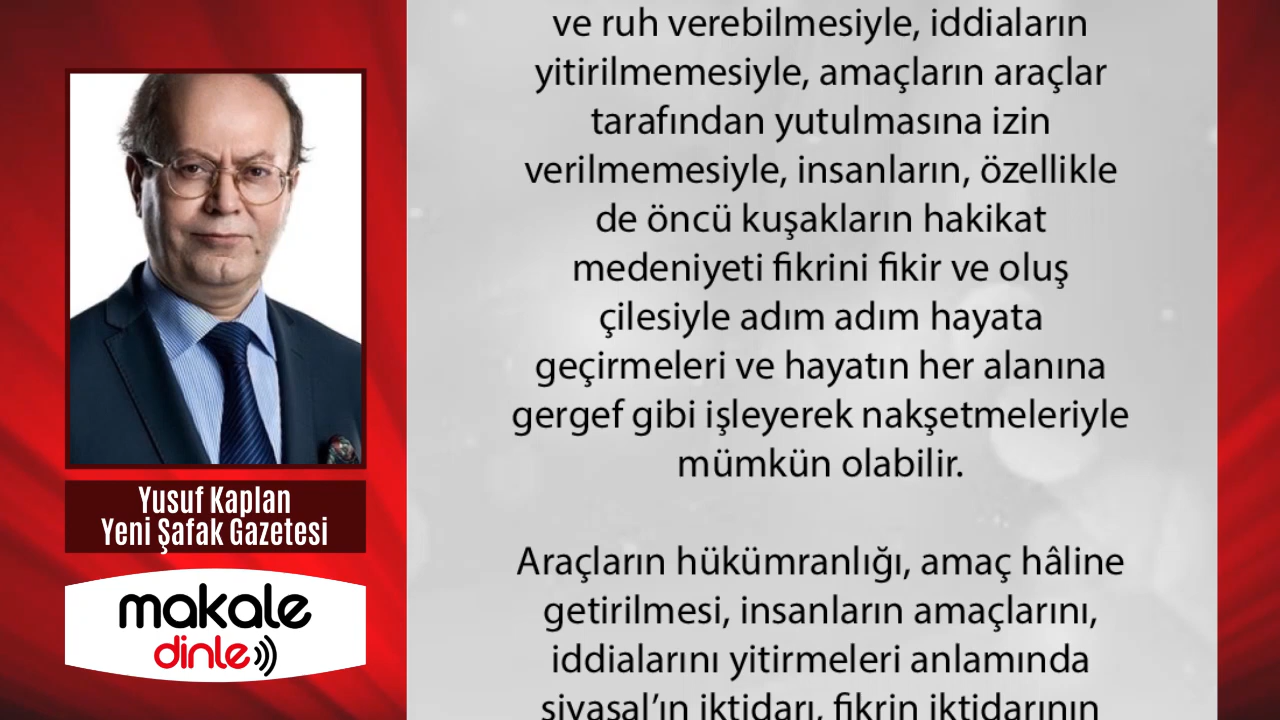 ve ruh verebilmesiyle, iddiaların
yitirilmemesiyle, amaçların araçlar
tarafından yutulmasına izin
verilmemesiyle, insanların, özellikle
de öncü kuşakların hakikat
medeniyeti fikrini fikir ve oluş
çilesiyle adım adım hayata
geçirmeleri ve hayatın her alanına
gergef gibi işleyerek nakşetmeleriyle
mümkün olabilir.
Araçların hükümranlığı, amaç hâline
getirilmesi, insanların amaçlarını,
iddialarını yitirmeleri anlamında
siyasal’ın iktidarı, fikrin iktidarının
Yusuf Kaplan
Yeni Şafak Gazetesi
makale
dinle